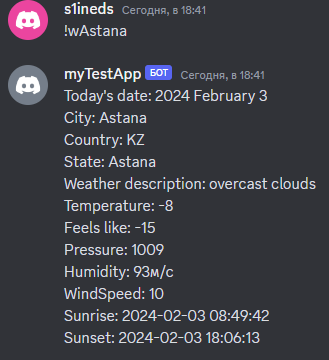 s1ineds Сегодня, в 18:41
!wAstana
myTestApp БОТ Сегодня, в 18:41
Today's date: 2024 February 3
City: Astana
Country: KZ
State: Astana
Weather description: overcast clouds
Temperature: -8
Feels like: -15
Pressure: 1009
Humidity: 93м/с
WindSpeed: 10
Sunrise: 2024-02-03 08:49:42
Sunset: 2024-02-03 18:06:13